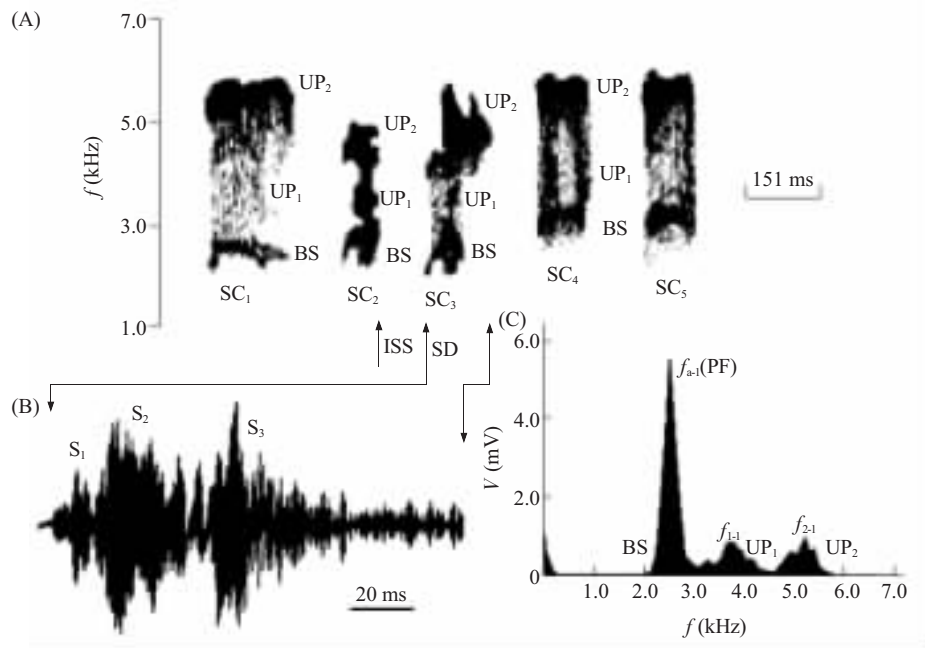 (A)
7.0
5.0
3.0
1.0
f (kHz)
UP₂
UP₁
BS
SC₁
UP₂
UP₁
BS
SC₂
UP₂
UP₁
BS
SC₃
UP₂
UP₁
BS
SC₄
SC₅
151 ms
ISS
SD
(B)
S₁
S₂
S₃
20 ms
(C)
6.0
4.0
2.0
0
V (mV)
fₐ₋₁(PF)
BS
f₁₋₁
UP₁
f₂₋₁
UP₂
1.0 2.0 3.0 4.0 5.0 6.0 7.0
f (kHz)